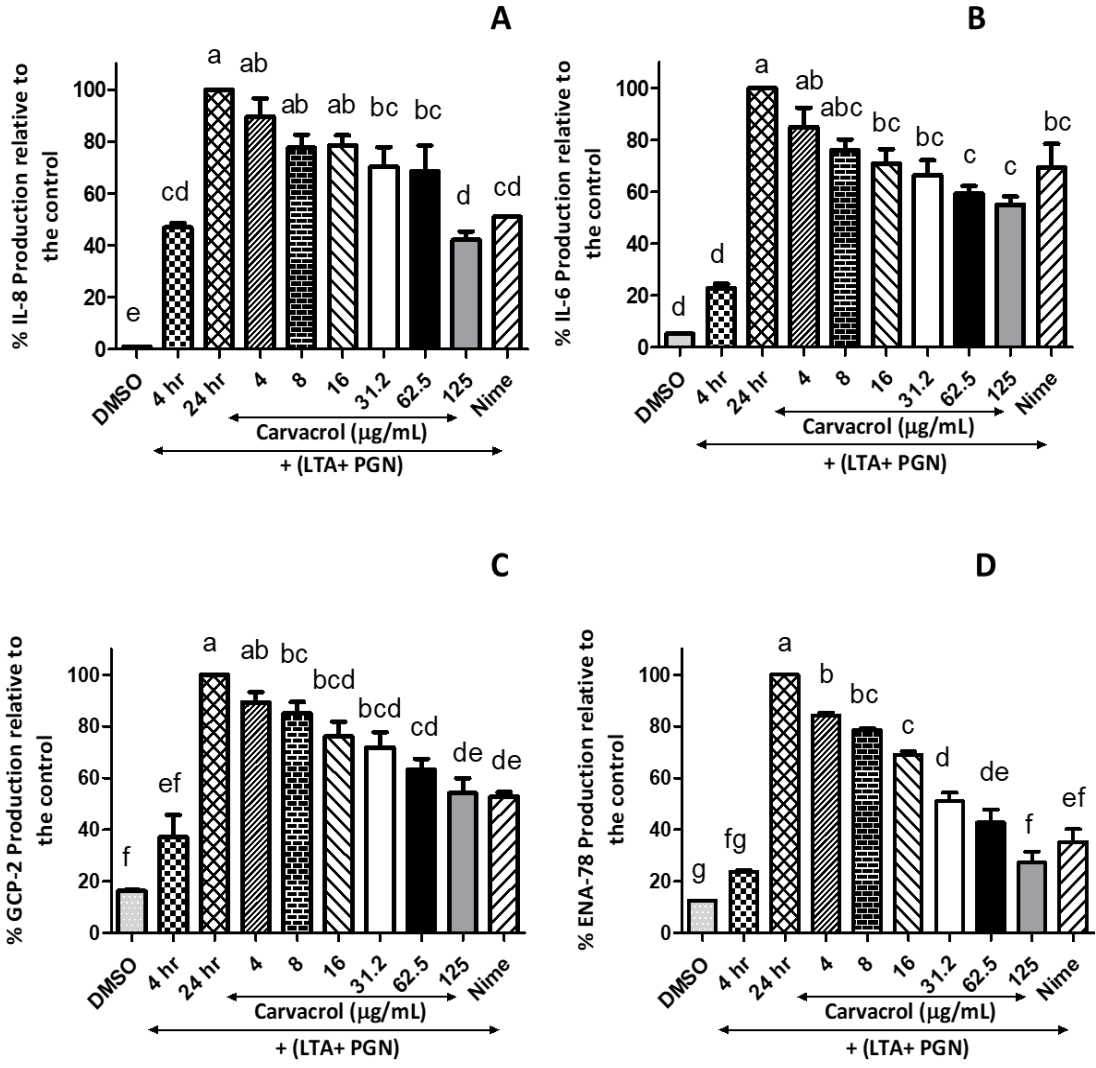 A
% IL-8 Production relative to
the control
100
80
60
40
20
0
e
cd
a
ab
ab
ab
bc
bc
d
cd
DMSO
4 hr
24 hr
4
8
16
31.2
62.5
125
Nime
Carvacrol (µg/mL)
+ (LTA+ PGN)
B
% IL-6 Production relative to
the control
100
80
60
40
20
0
d
d
a
ab
abc
bc
bc
c
c
bc
DMSO
4 hr
24 hr
4
8
16
31.2
62.5
125
Nime
Carvacrol (µg/mL)
+ (LTA+ PGN)
C
% GCP-2 Production relative to
the control
100
80
60
40
20
0
f
ef
a
ab
bc
bcd
bcd
cd
de
de
DMSO
4 hr
24 hr
4
8
16
31.2
62.5
125
Nime
Carvacrol (µg/mL)
+ (LTA+ PGN)
D
% ENA-78 Production relative to
the control
100
80
60
40
20
0
g
fg
a
b
bc
c
d
de
f
ef
DMSO
4 hr
24 hr
4
8
16
31.2
62.5
125
Nime
Carvacrol (µg/mL)
+ (LTA+ PGN)